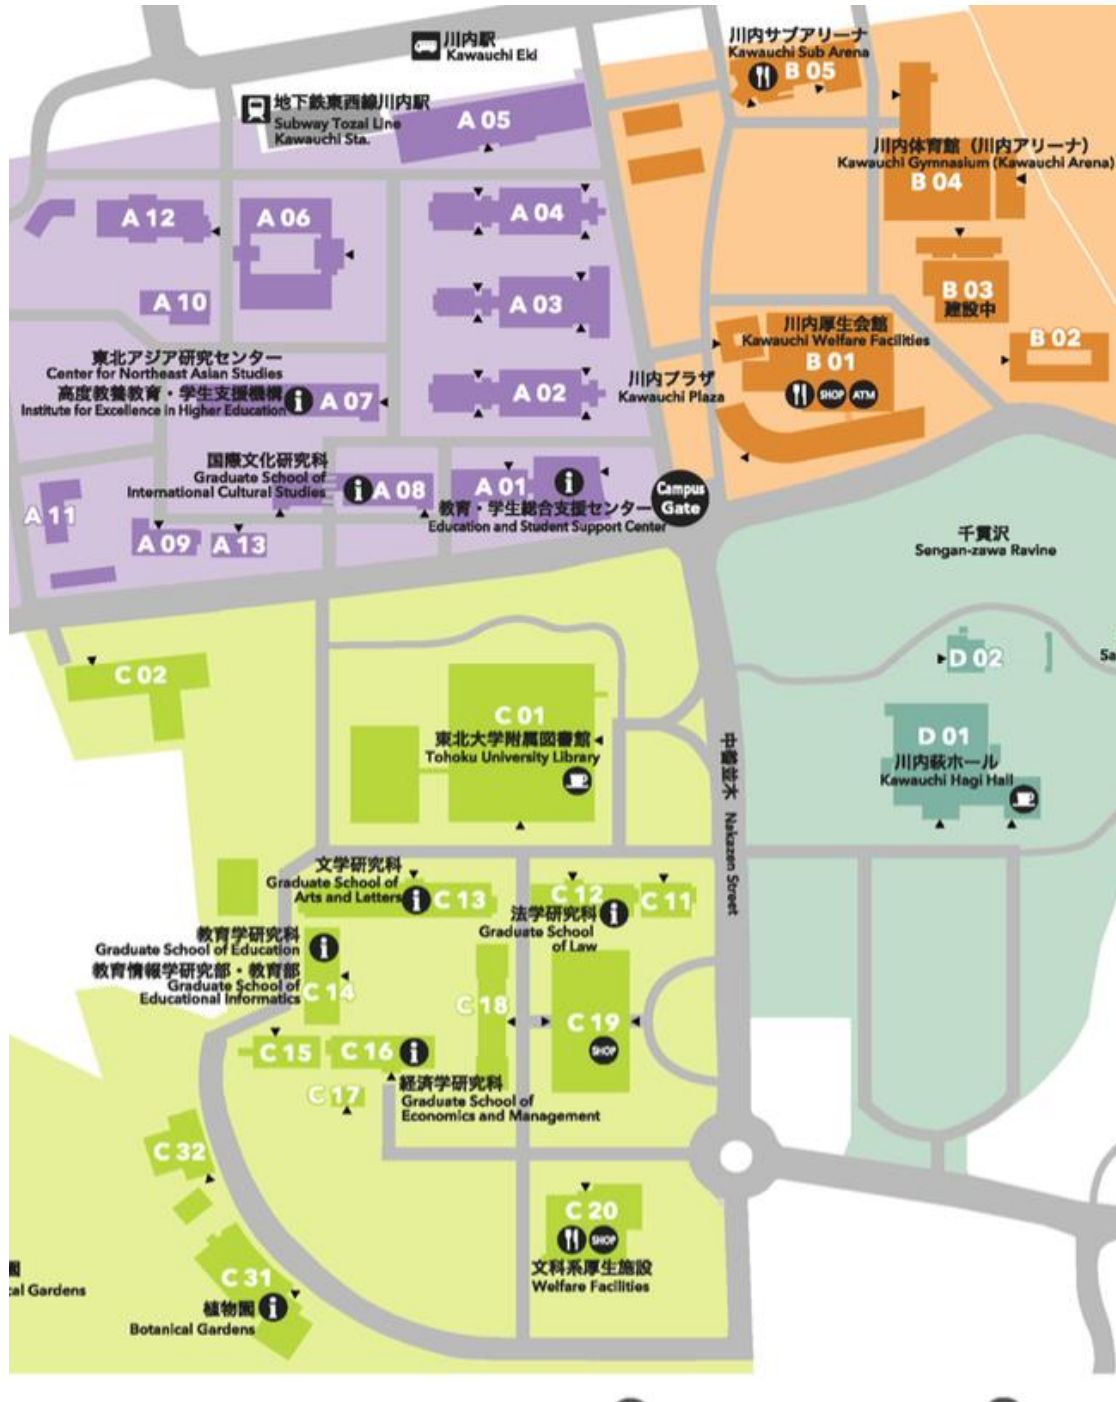 川内駅
Kawauchi Eki
川内サブアリーナ
Kawauchi Sub Arena
B 05
地下鉄東西線川内駅
Subway Tozai Line
Kawauchi Sta.
A 05
川内体育館（川内アリーナ）
Kawauchi Gymnasium (Kawauchi Arena)
B 04
A 12
A 06
A 04
A 10
A 03
B 03
建設中
川内厚生会館
Kawauchi Welfare Facilities
B 01
SHOP
ATM
B 02
東北アジア研究センター
Center for Northeast Asian Studies
高度教養教育・学生支援機構
Institute for Excellence in Higher Education
A 07
A 02
川内プラザ
Kawauchi Plaza
国際文化研究科
Graduate School of
International Cultural Studies
A 08
A 01
教育・学生総合支援センター
Education and Student Support Center
Campus
Gate
A 11
A 09
A 13
千貫沢
Sengan-zawa Ravine
C 02
D 02
Sa
C 01
東北大学附属図書館
Tohoku University Library
D 01
川内萩ホール
Kawauchi Hagi Hall
中善並木 Nakazen Street
文学研究科
Graduate School of
Arts and Letters
C 13
C 12
C 11
法学研究科
Graduate School
of Law
教育学研究科
Graduate School of Education
教育情報学研究部・教育部
Graduate School of
Educational Informatics
C 14
C 18
C 19
SHOP
C 15
C 16
経済学研究科
Graduate School of
Economics and Management
C 17
C 32
C 20
SHOP
文科系厚生施設
Welfare Facilities
C 31
植物園
Botanical Gardens
園
cal Gardens